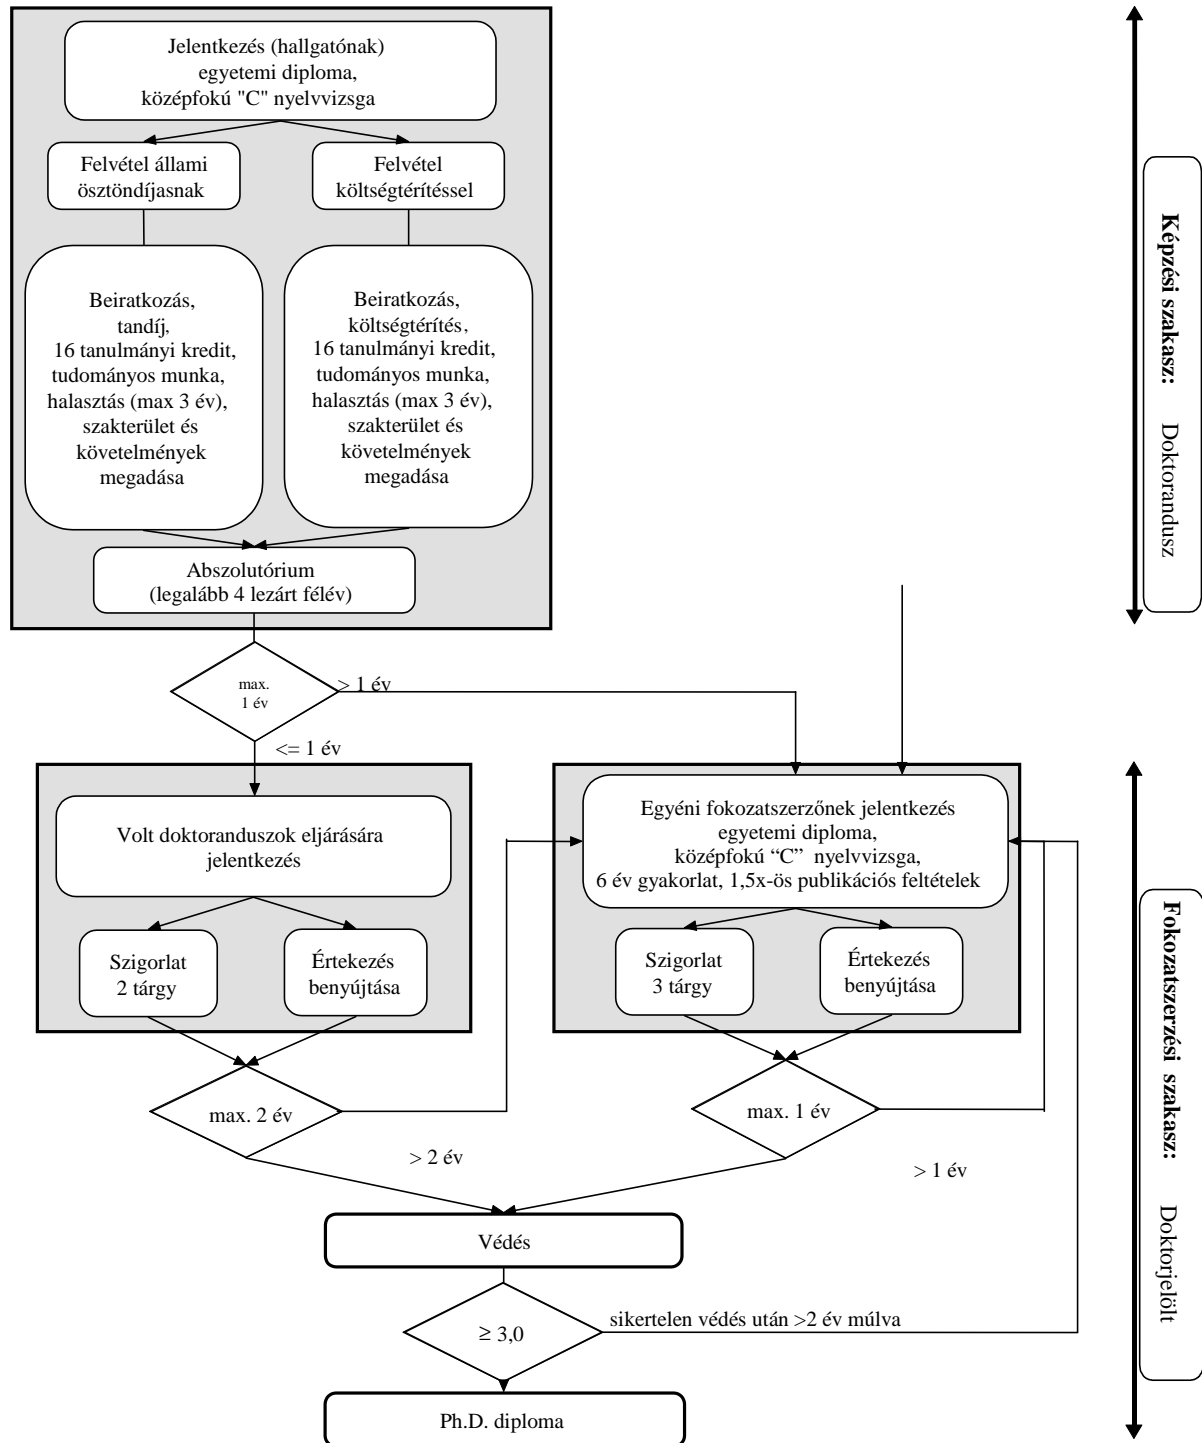 Jelentkezés (hallgatónak)
egyetemi diploma,
középfokú "C" nyelvvizsga
Felvétel állami
ösztöndíjasnak
Felvétel
költségtérítéssel
Beiratkozás,
tandíj,
16 tanulmányi kredit,
tudományos munka,
halasztás (max 3 év),
szakterület és
követelmények
megadása
Beiratkozás,
költségtérítés,
16 tanulmányi kredit,
tudományos munka,
halasztás (max 3 év),
szakterület és
követelmények
megadása
Abszolutórium
(legalább 4 lezárt félév)
Képzési szakasz: Doktorandusz
max.
1 év
> 1 év
<= 1 év
Volt doktoranduszok eljárására
jelentkezés
Szigorlat
2 tárgy
Értekezés
benyújtása
Egyéni fokozatszerzőnek jelentkezés
egyetemi diploma,
középfokú “C” nyelvvizsga,
6 év gyakorlat, 1,5x-ös publikációs feltételek
Szigorlat
3 tárgy
Értekezés
benyújtása
max. 2 év
> 2 év
max. 1 év
> 1 év
Védés
≥ 3,0
sikertelen védés után >2 év múlva
Ph.D. diploma
Fokozatszerzési szakasz: Doktorjelölt